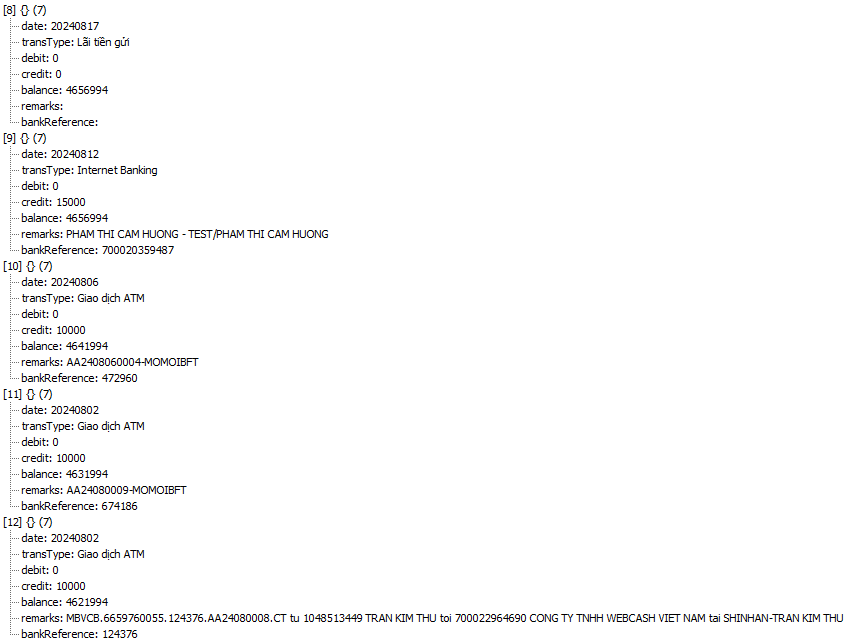 [8] {} (7)
date: 20240817
transType: Lãi tiền gửi
debit: 0
credit: 0
balance: 4656994
remarks:
bankReference:
[9] {} (7)
date: 20240812
transType: Internet Banking
debit: 0
credit: 15000
balance: 4656994
remarks: PHAM THI CAM HUONG - TEST/PHAM THI CAM HUONG
bankReference: 700020359487
[10] {} (7)
date: 20240806
transType: Giao dịch ATM
debit: 0
credit: 10000
balance: 4641994
remarks: AA2408060004-MOMOIBFT
bankReference: 472960
[11] {} (7)
date: 20240802
transType: Giao dịch ATM
debit: 0
credit: 10000
balance: 4631994
remarks: AA24080009-MOMOIBFT
bankReference: 674186
[12] {} (7)
date: 20240802
transType: Giao dịch ATM
debit: 0
credit: 10000
balance: 4621994
remarks: MBVCB.6659760055.124376.AA24080008.CT tu 1048513449 TRAN KIM THU toi 700022964690 CONG TY TNHH WEBCASH VIET NAM tai SHINHAN-TRAN KIM THU
bankReference: 124376